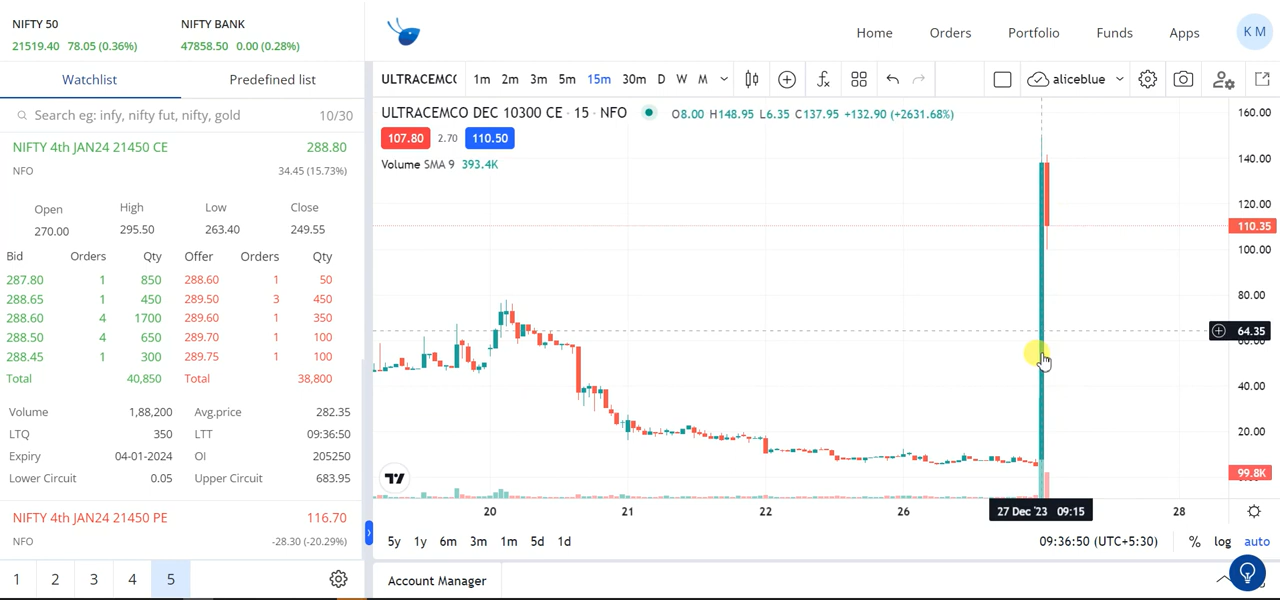 NIFTY 50
21519.40 78.05 (0.36%)
NIFTY BANK
47858.50 0.00 (0.28%)
Home Orders Portfolio Funds Apps K M
Watchlist Predefined list
Search eg: infy, nifty fut, nifty, gold 10/30
NIFTY 4th JAN24 21450 CE 288.80
NFO 34.45 (15.73%)
Open High Low Close
270.00 295.50 263.40 249.55
Bid Orders Qty Offer Orders Qty
287.80 1 850 288.60 1 50
288.65 1 450 289.50 3 450
288.60 4 1700 289.60 1 350
288.50 4 650 289.70 1 100
288.45 1 300 289.75 1 100
Total 40,850 Total 38,800
Volume 1,88,200 Avg.price 282.35
LTQ 350 LTT 09:36:50
Expiry 04-01-2024 OI 205250
Lower Circuit 0.05 Upper Circuit 683.95
NIFTY 4th JAN24 21450 PE 116.70
NFO -28.30 (-20.29%)
1 2 3 4 5
ULTRACEMC 1m 2m 3m 5m 15m 30m D W M aliceblue
ULTRACEMCO DEC 10300 CE · 15 · NFO O8.00 H148.95 L6.35 C137.95 +132.90 (+2631.68%)
107.80 2.70 110.50
Volume SMA 9 393.4K
160.00
140.00
120.00
110.35
100.00
80.00
64.35
60.00
40.00
20.00
99.8K
20 21 22 26 27 Dec '23 09:15 28
5y 1y 6m 3m 1m 5d 1d 09:36:50 (UTC+5:30) % log auto
Account Manager